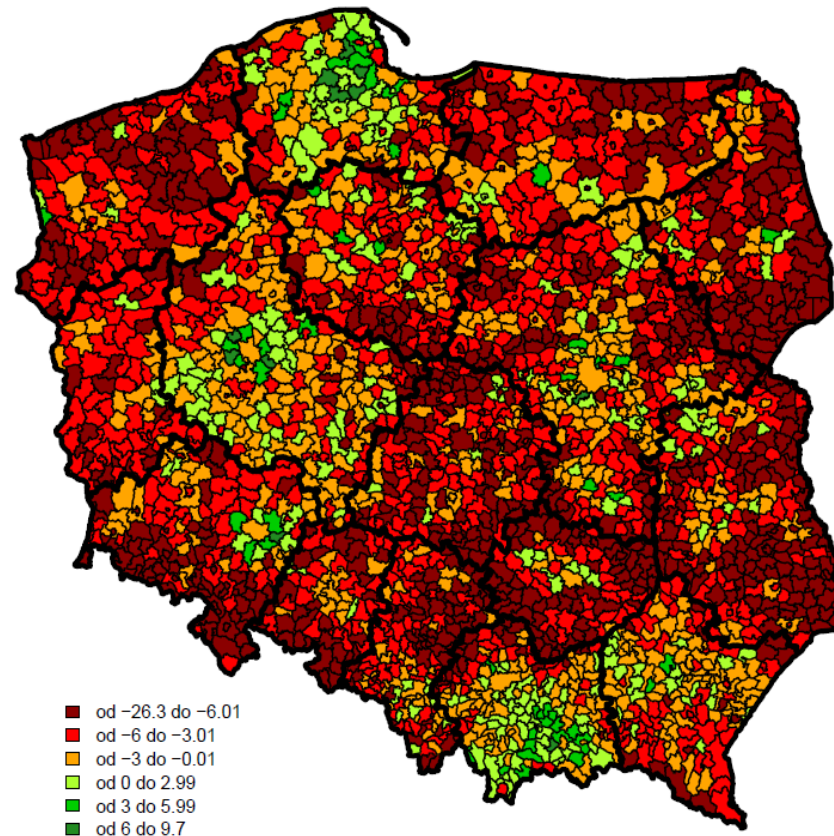 od −26.3 do −6.01
od −6 do −3.01
od −3 do −0.01
od 0 do 2.99
od 3 do 5.99
od 6 do 9.7